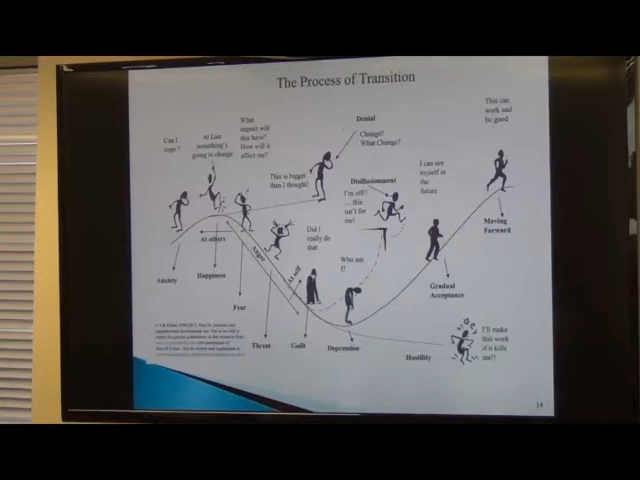 The Process of Transition
Can I
cope ?
At Last
something's
going to change
What
impact will
this have?
How will it
affect me?
Denial
Change?
What Change?
This can
work and
be good
This is bigger
than I thought!
Disillusionment
I'm off!!
… this
isn't for
me!
I can see
myself in
the
future
Did I
really do
that
Who am
I?
At others
Anger
At self
Moving
Forward
Anxiety
Happiness
Fear
Gradual
Acceptance
Threat
Guilt
Depression
Hostility
I'll make
this work
if it kills
me!!
14